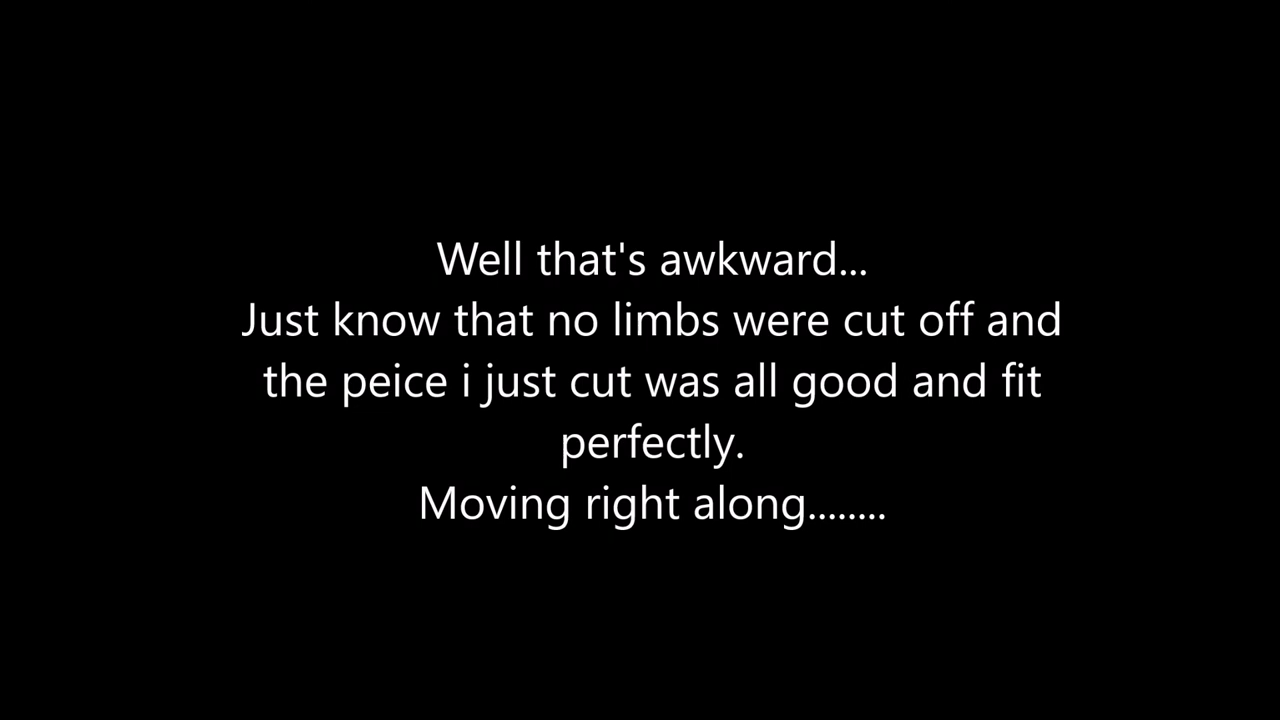 Well that's awkward...
Just know that no limbs were cut off and
the peice i just cut was all good and fit
perfectly.
Moving right along........